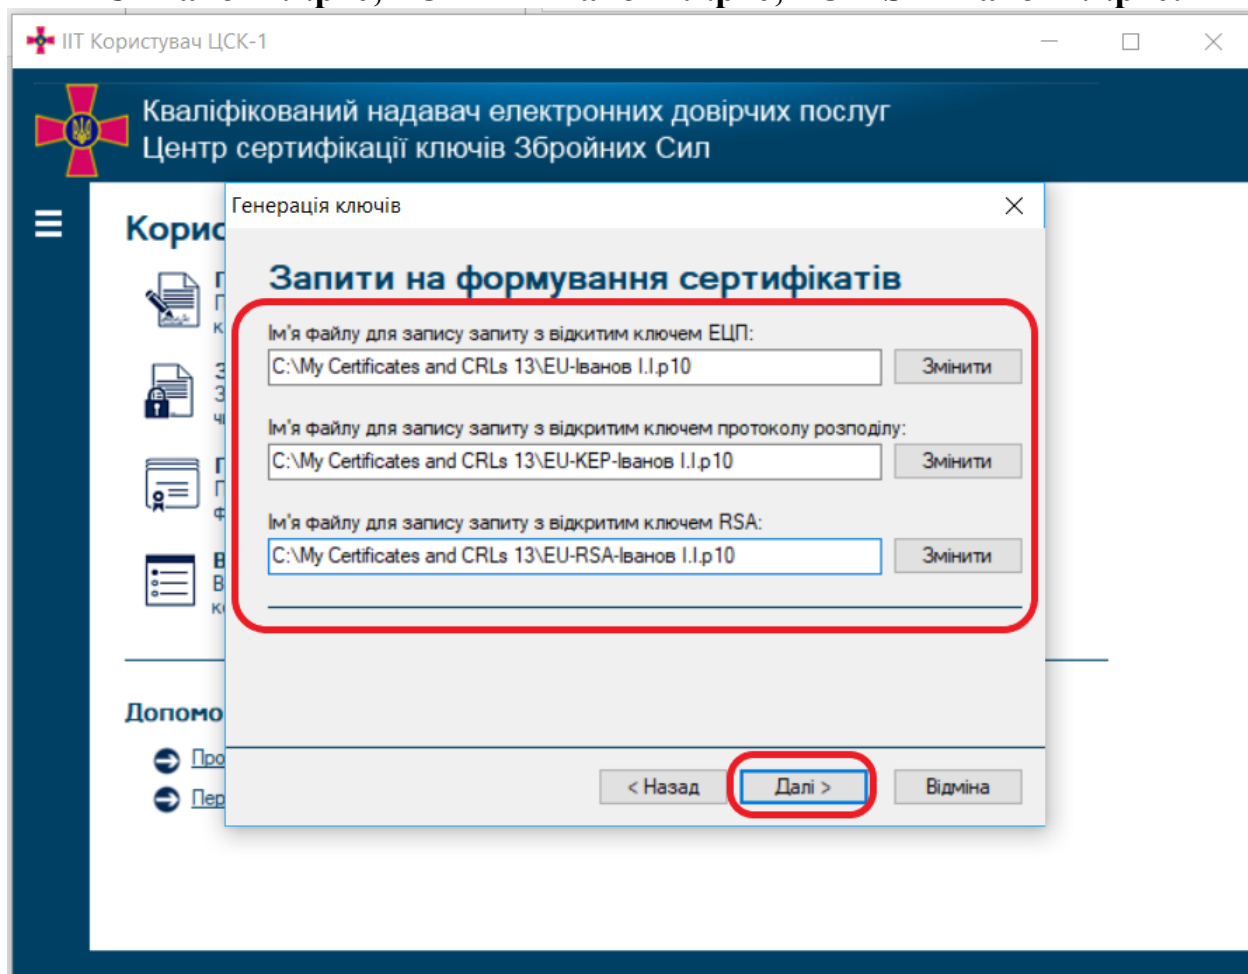 ІІТ Користувач ЦСК-1
Кваліфікований надавач електронних довірчих послуг
Центр сертифікації ключів Збройних Сил
Генерація ключів
Запити на формування сертифікатів
Ім'я файлу для запису запиту з відкитим ключем ЕЦП:
C:\My Certificates and CRLs 13\EU-Іванов І.І.p10
Змінити
Ім'я файлу для запису запиту з відкритим ключем протоколу розподілу:
C:\My Certificates and CRLs 13\EU-KEP-Іванов І.І.p10
Змінити
Ім'я файлу для запису запиту з відкритим ключем RSA:
C:\My Certificates and CRLs 13\EU-RSA-Іванов І.І.p10
Змінити
< Назад
Далі >
Відміна